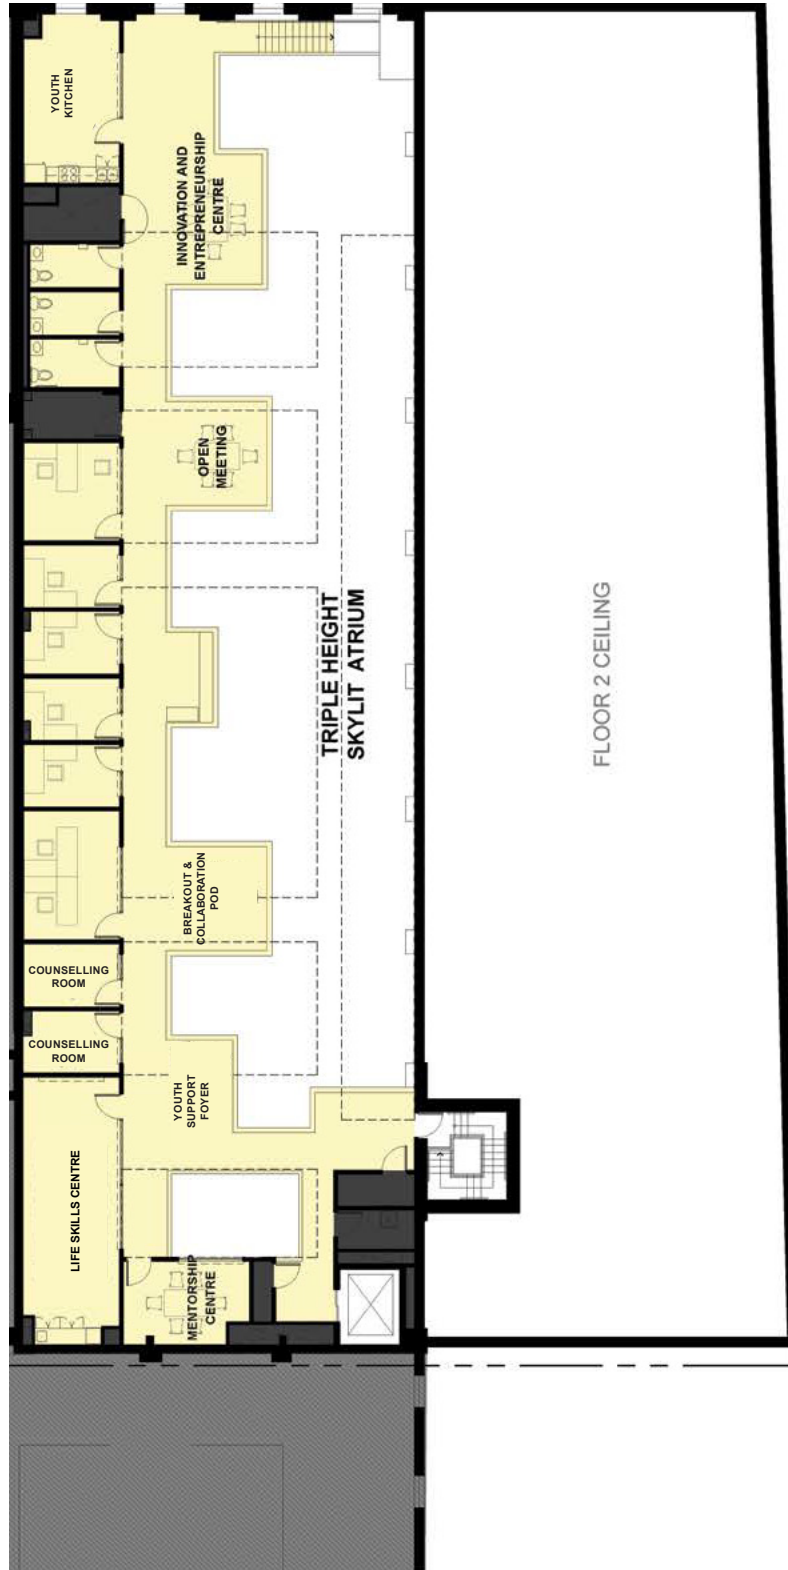 YOUTH
KITCHEN
INNOVATION AND
ENTREPRENEURSHIP
CENTRE
OPEN
MEETING
TRIPLE HEIGHT
SKYLIT ATRIUM
FLOOR 2 CEILING
BREAKOUT &
COLLABORATION
POD
COUNSELLING
ROOM
COUNSELLING
ROOM
YOUTH
SUPPORT
FOYER
LIFE SKILLS CENTRE
MENTORSHIP
CENTRE